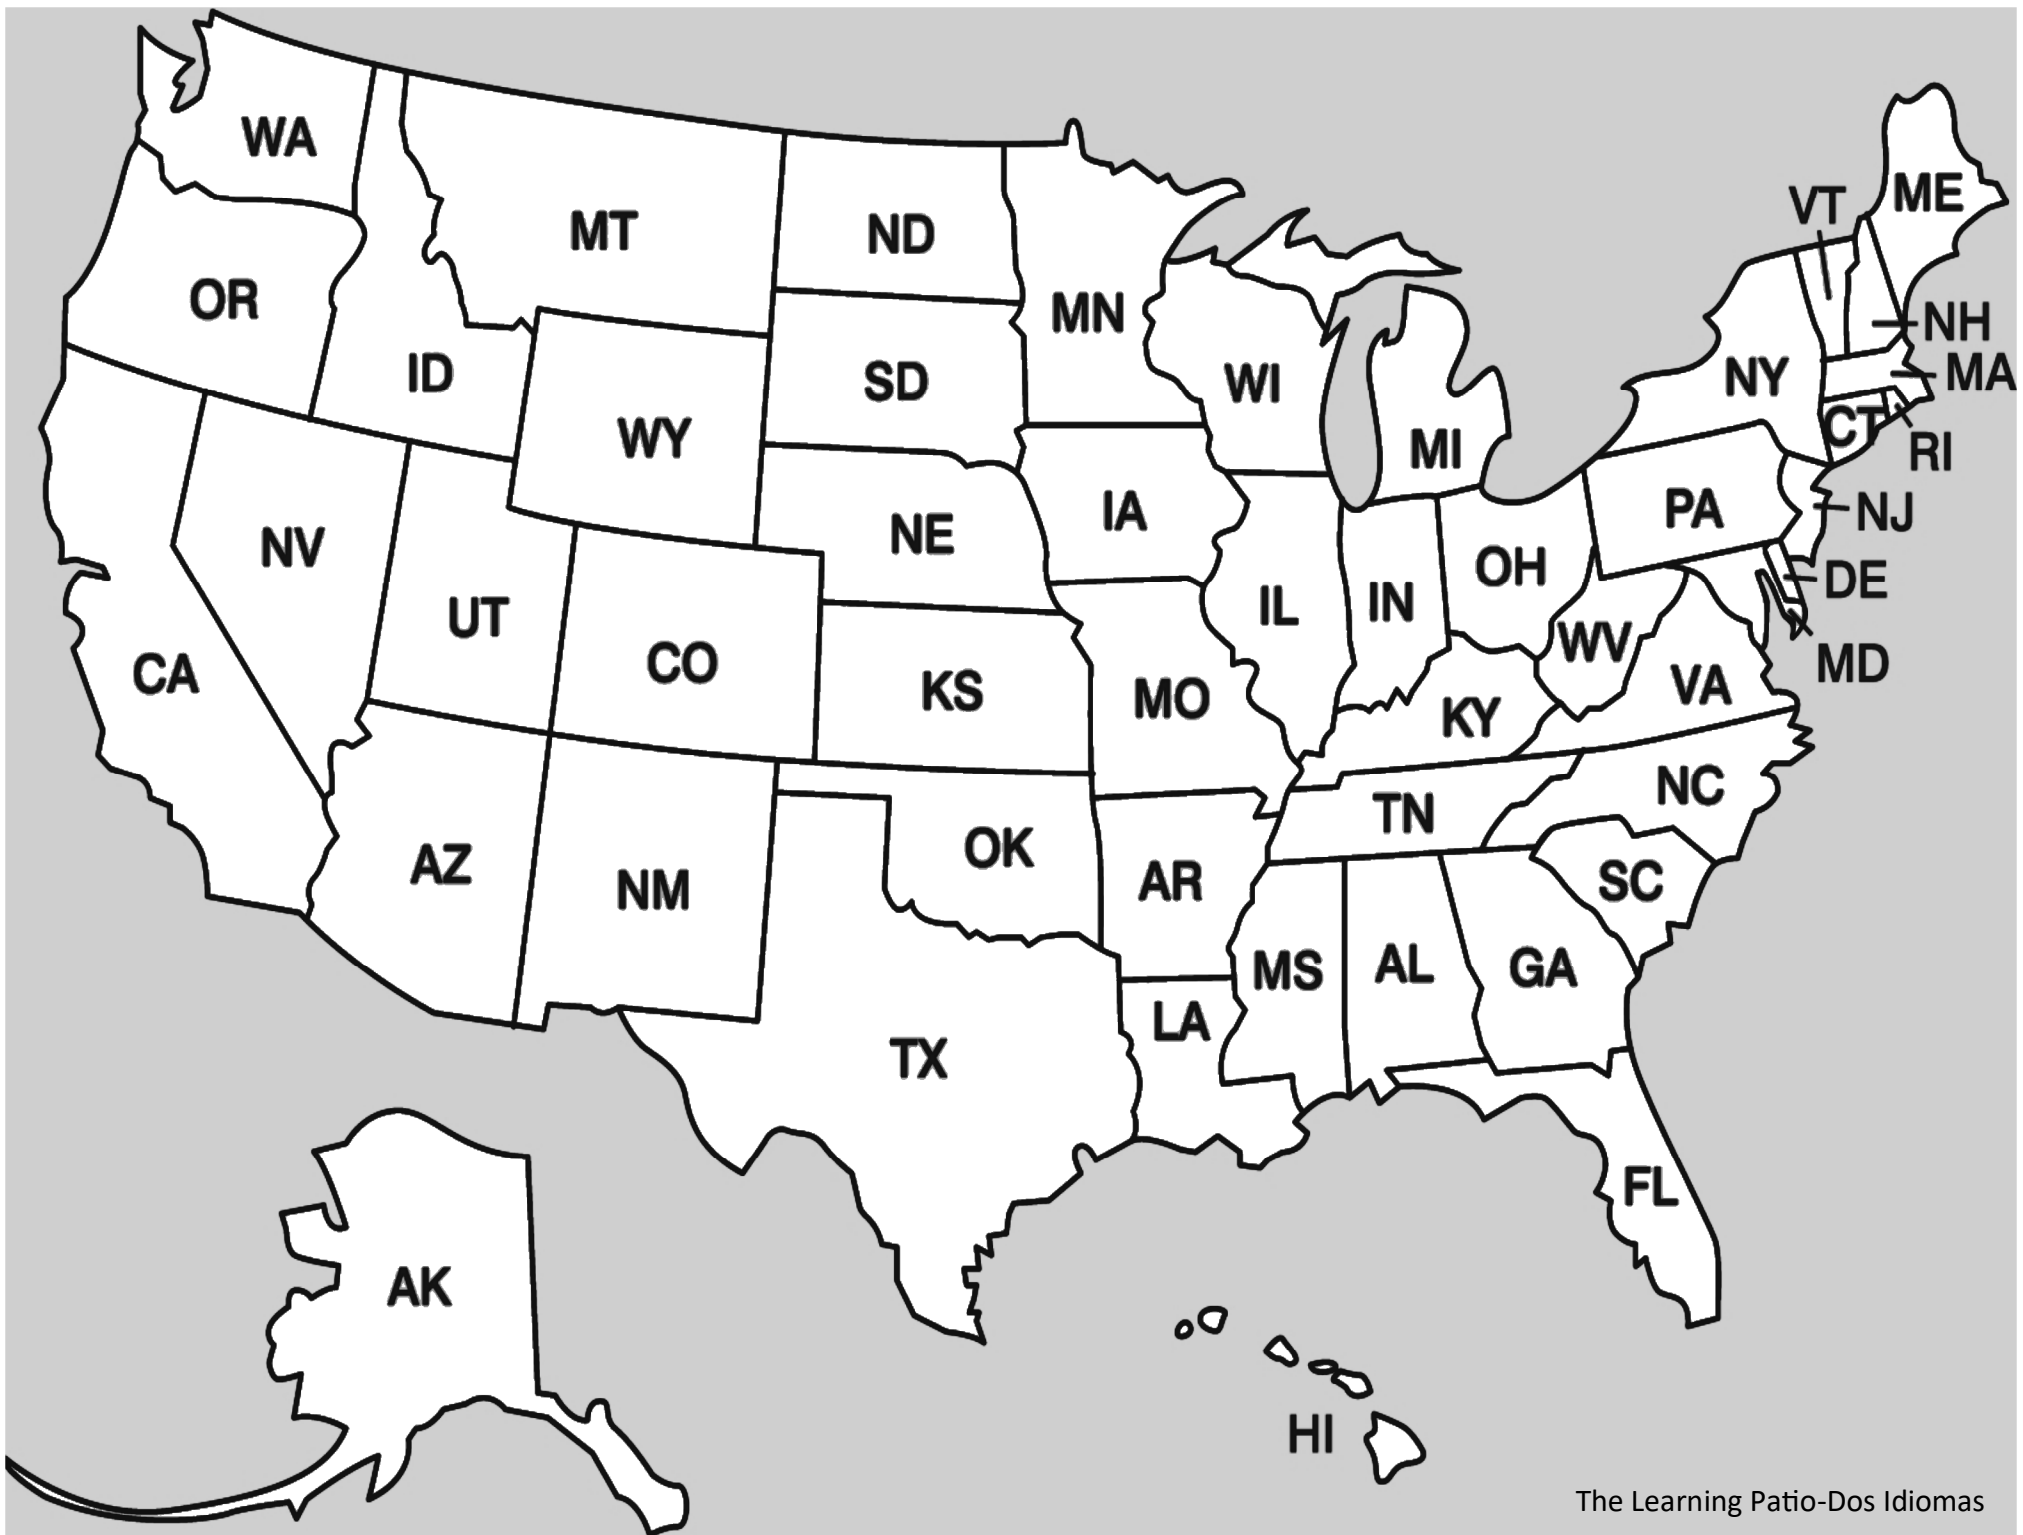 WA
VT
ME
MT
ND
OR
MN
NH
ID
SD
WI
NY
MA
WY
CT
RI
MI
IA
PA
NJ
NV
NE
OH
DE
UT
IL
IN
WV
CO
MD
CA
KS
MO
VA
KY
NC
TN
OK
AZ
NM
AR
SC
MS
AL
GA
LA
TX
FL
AK
HI
The Learning Patio-Dos Idiomas